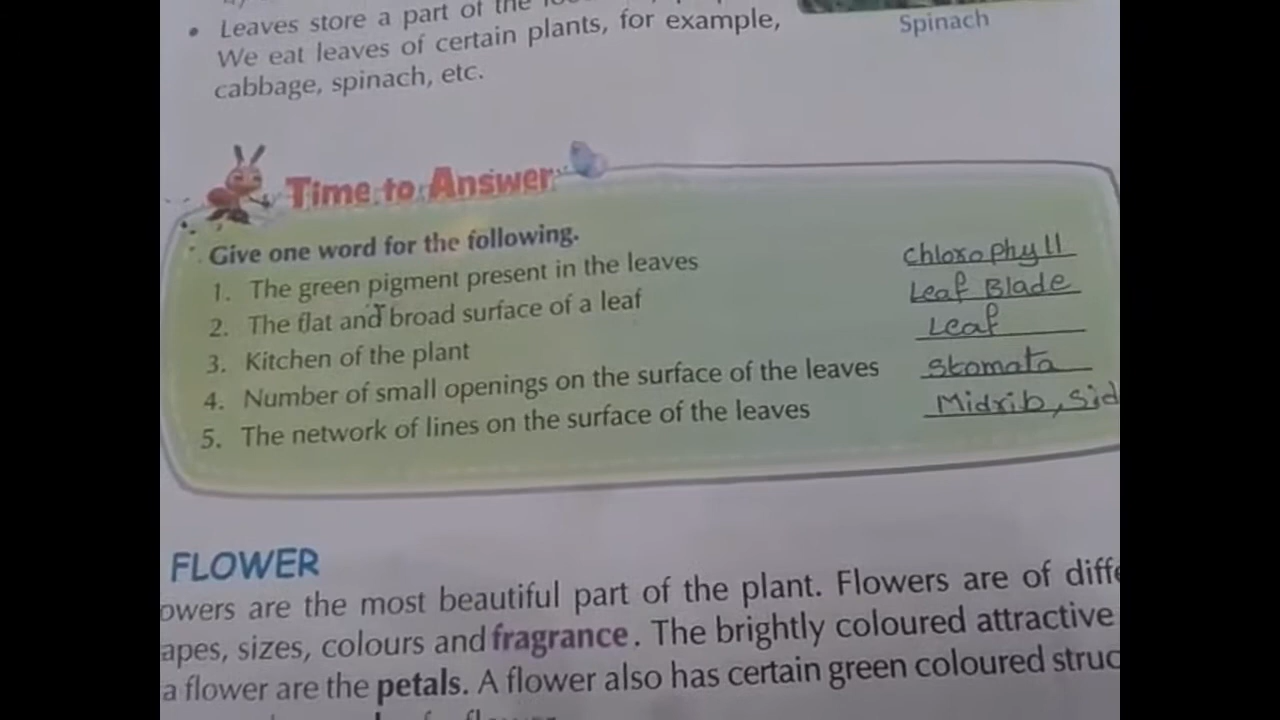 • Leaves store a part of the
We eat leaves of certain plants, for example,
cabbage, spinach, etc.
Spinach
Time to Answer
Give one word for the following.
1. The green pigment present in the leaves Chlorophyll
2. The flat and broad surface of a leaf Leaf Blade
3. Kitchen of the plant Leaf
4. Number of small openings on the surface of the leaves Stomata
5. The network of lines on the surface of the leaves Midrib, Sid
FLOWER
owers are the most beautiful part of the plant. Flowers are of diffe
apes, sizes, colours and fragrance. The brightly coloured attractive
a flower are the petals. A flower also has certain green coloured struc